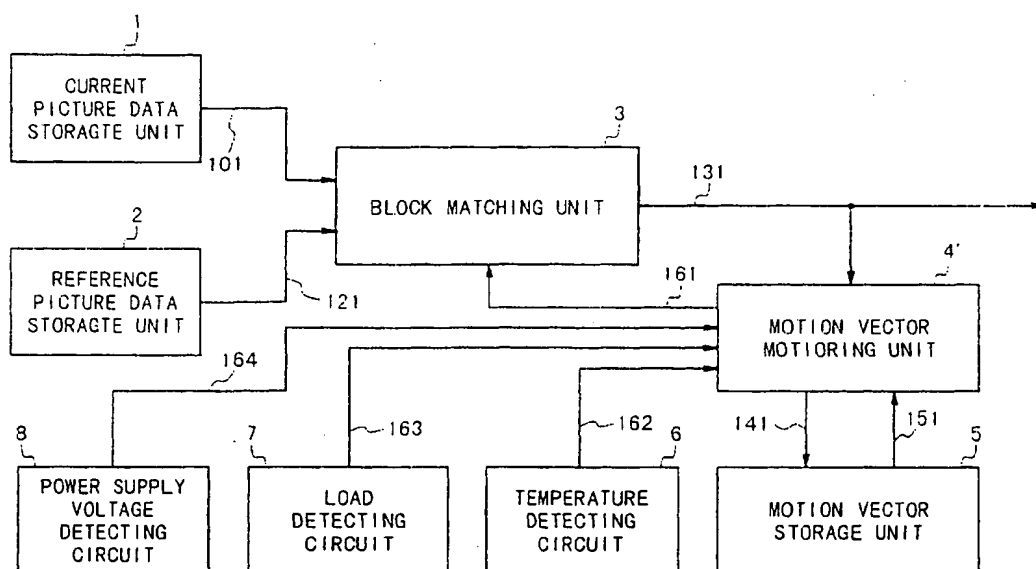 1
CURRENT
PICTURE DATA
STORAGTE UNIT
101
3
BLOCK MATCHING UNIT
131
2
REFERENCE
PICTURE DATA
STORAGTE UNIT
121
161
4'
MOTION VECTOR
MOTIORING UNIT
164
163
162
141
151
8
POWER SUPPLY
VOLTAGE
DETECTING
CIRCUIT
7
LOAD
DETECTING
CIRCUIT
6
TEMPERATURE
DETECTING
CIRCUIT
5
MOTION VECTOR
STORAGE UNIT